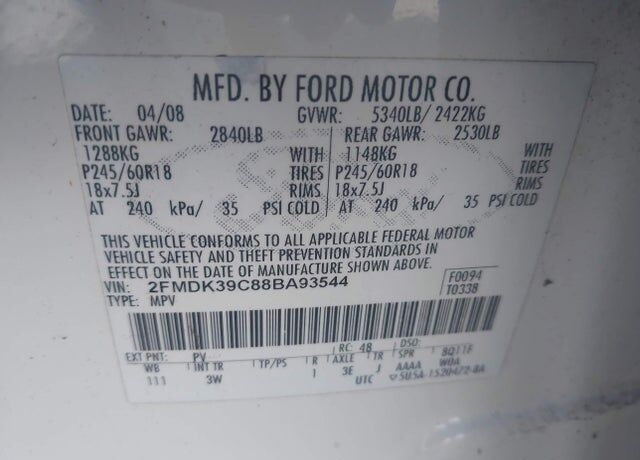 MFD. BY FORD MOTOR CO.
DATE: 04/08 GVWR: 5340LB/ 2422KG
FRONT GAWR: 2840LB REAR GAWR: 2530LB
1288KG WITH 1148KG WITH
P245/60R18 TIRES P245/60R18 TIRES
18x7.5J RIMS 18x7.5J RIMS
AT 240 kPa/ 35 PSI COLD AT 240 kPa/ 35 PSI COLD
THIS VEHICLE CONFORMS TO ALL APPLICABLE FEDERAL MOTOR
VEHICLE SAFETY AND THEFT PREVENTION STANDARDS IN
EFFECT ON THE DATE OF MANUFACTURE SHOWN ABOVE.
VIN: 2FMDK39C88BA93544 F0094
TYPE: MPV T0338
EXT PNT: PV RC: 48 DSO:
WB INT TR TP/PS R AXLE TR SPR BQ11F
111 3W I 3E J AAAA WDA
UTC